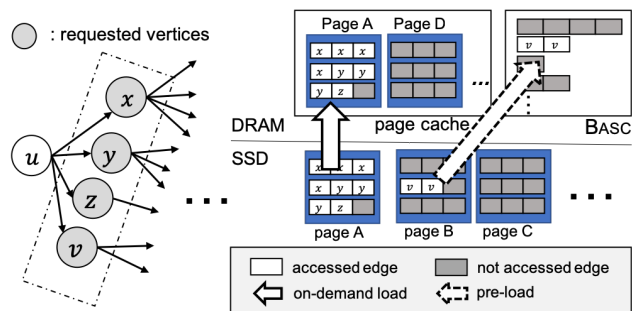 : requested vertices
u
x
y
z
v
...
Page A
Page D
x x x
x y y
y z
...
v v
⋮
DRAM
page cache
BASC
SSD
x x x
x y y
y z
v v
...
page A
page B
page C
accessed edge
not accessed edge
on-demand load
pre-load